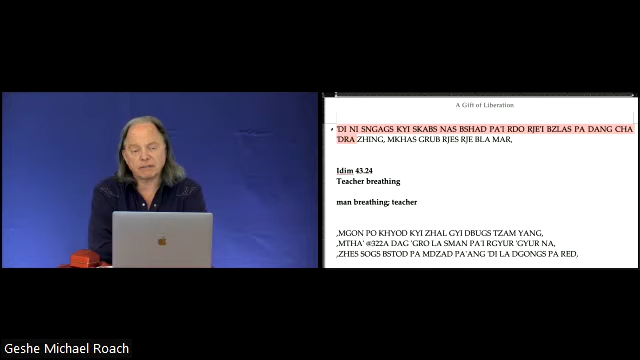 A Gift of Liberation
'DI NI SNGAGS KYI SKABS NAS BSHAD PA'I RDO RJE'I BZLAS PA DANG CHA
'DRA ZHING, MKHAS GRUB RJES RJE BLA MAR,
Idim 43.24
Teacher breathing
man breathing; teacher
,MGON PO KHYOD KYI ZHAL GYI DBUGS TZAM YANG,
,MTHA' @322A DAG 'GRO LA SMAN PA'I RGYUR 'GYUR NA,
,ZHES SOGS BSTOD PA MDZAD PA'ANG 'DI LA DGONGS PA RED,
Geshe Michael Roach